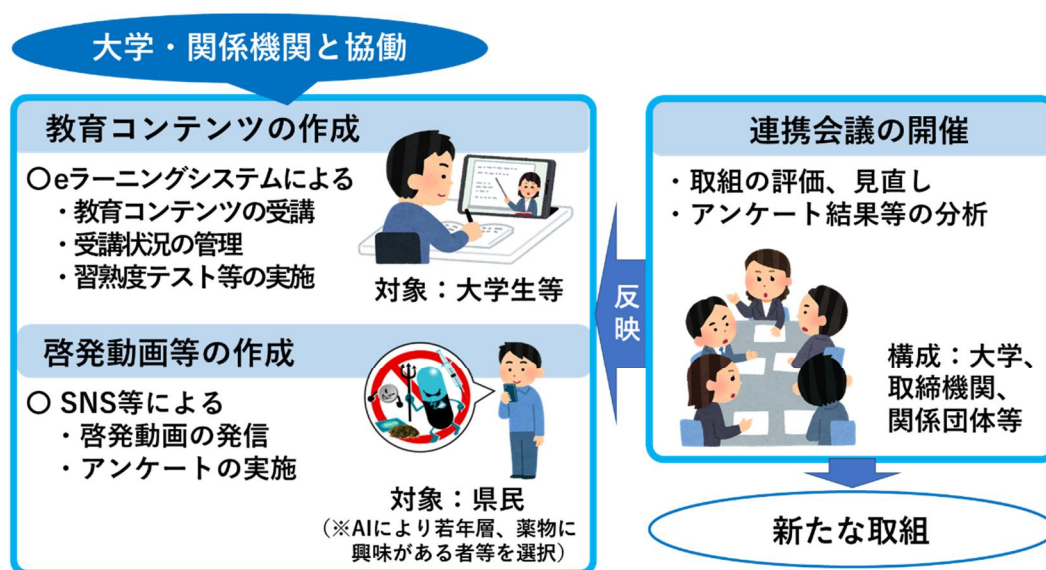 大学・関係機関と協働
教育コンテンツの作成
○eラーニングシステムによる
・教育コンテンツの受講
・受講状況の管理
・習熟度テスト等の実施
対象：大学生等
啓発動画等の作成
○ SNS等による
・啓発動画の発信
・アンケートの実施
対象：県民
（※AIにより若年層、薬物に
興味がある者等を選択）
反映
連携会議の開催
・取組の評価、見直し
・アンケート結果等の分析
構成：大学、
取締機関、
関係団体等
新たな取組